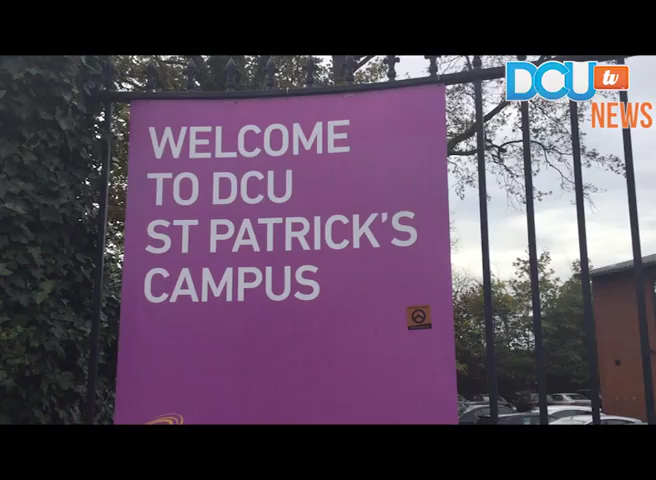 DCU tv
NEWS
WELCOME
TO DCU
ST PATRICK'S
CAMPUS